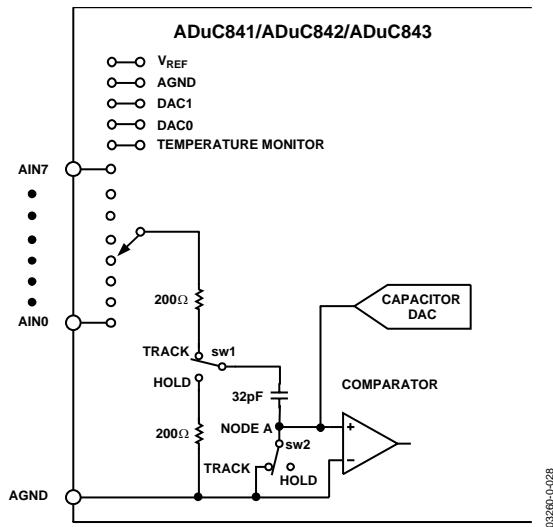 ADuC841/ADuC842/ADuC843
VREF
AGND
DAC1
DAC0
TEMPERATURE MONITOR
AIN7
AIN0
200Ω
CAPACITOR
DAC
TRACK
sw1
HOLD
32pF
COMPARATOR
200Ω
NODE A
+
sw2
–
TRACK
HOLD
AGND
03260-0-028